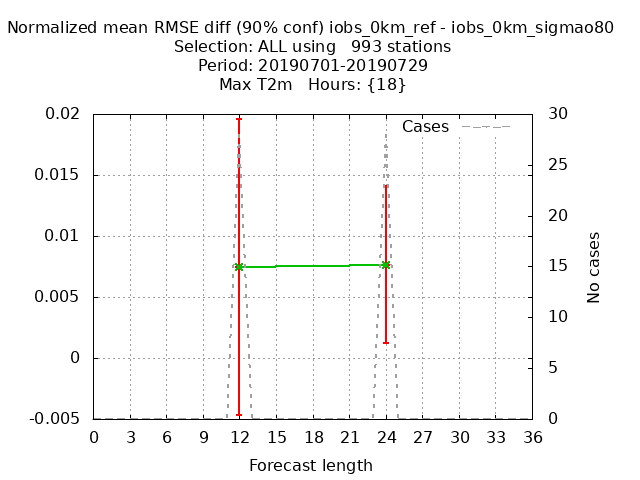 Normalized mean RMSE diff (90% conf) iobs_0km_ref - iobs_0km_sigmao80
Selection: ALL using   993 stations
Period: 20190701-20190729
Max T2m   Hours: {18}
Cases
0.02
0.015
0.01
0.005
0
-0.005
30
25
20
15
10
5
0
No cases
0 3 6 9 12 15 18 21 24 27 30 33 36
Forecast length